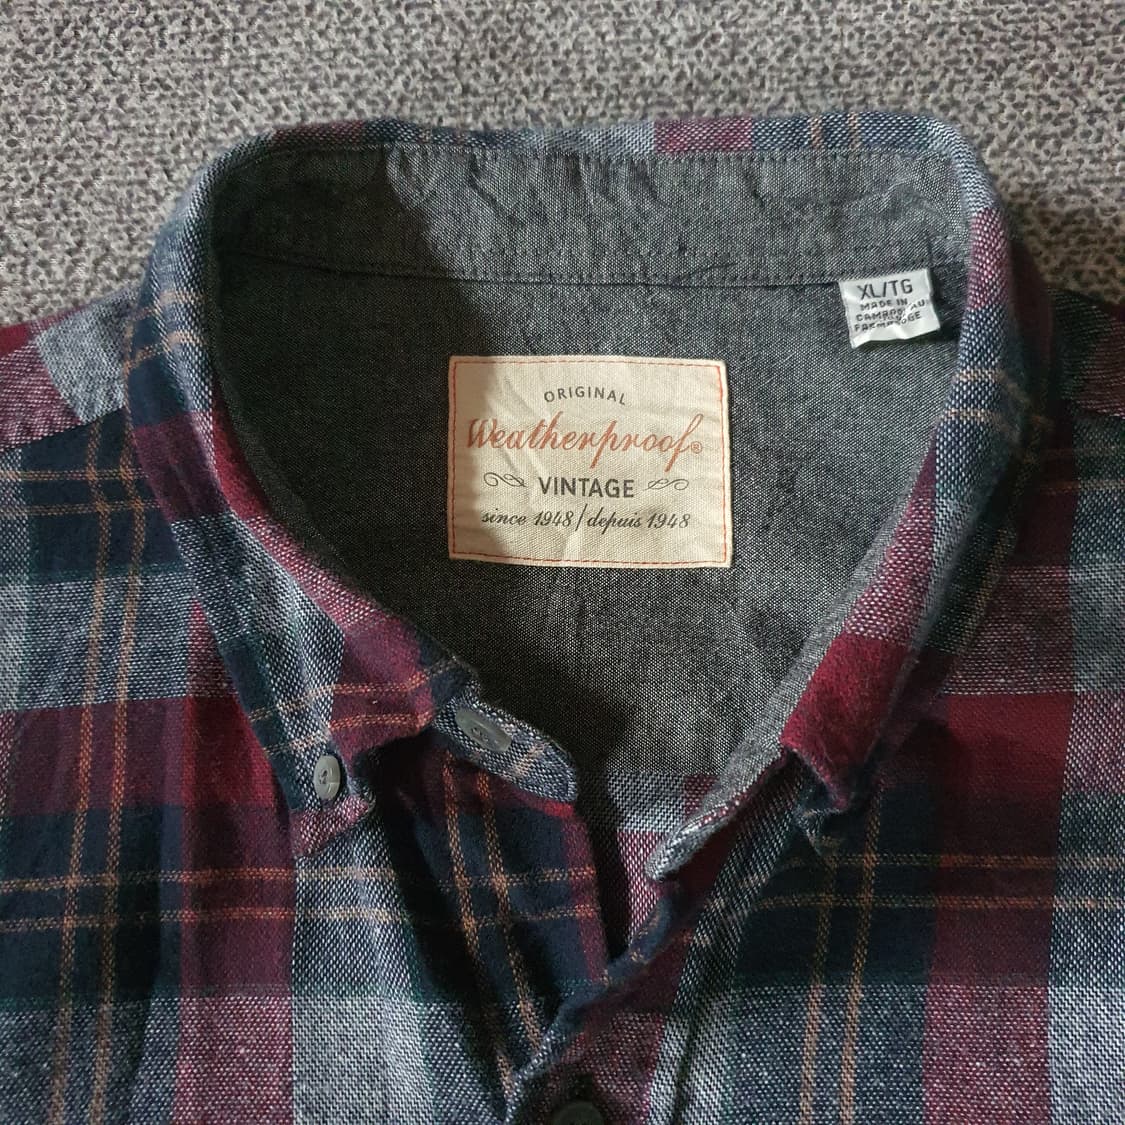 XL/TG
MADE IN
ORIGINAL
Weatherproof®
VINTAGE
since 1948/depuis 1948